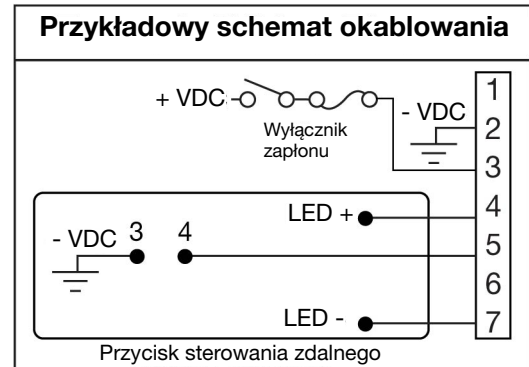 Przykładowy schemat okablowania
+ VDC
Wyłącznik
zapłonu
- VDC
1
2
3
4
5
6
7
LED +
- VDC 3 4
LED -
Przycisk sterowania zdalnego